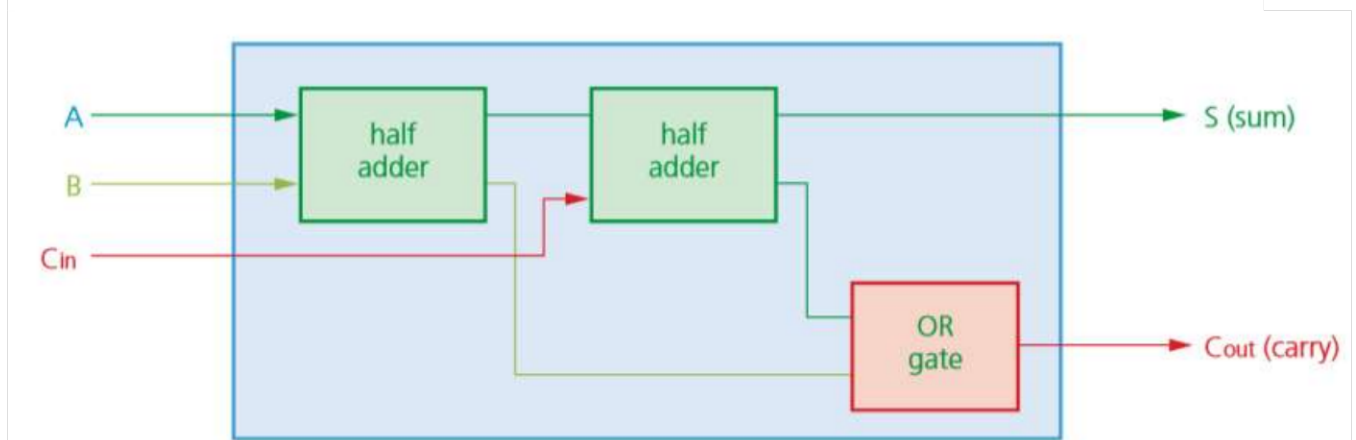 A
B
Cin
half
adder
half
adder
OR
gate
S (sum)
Cout (carry)